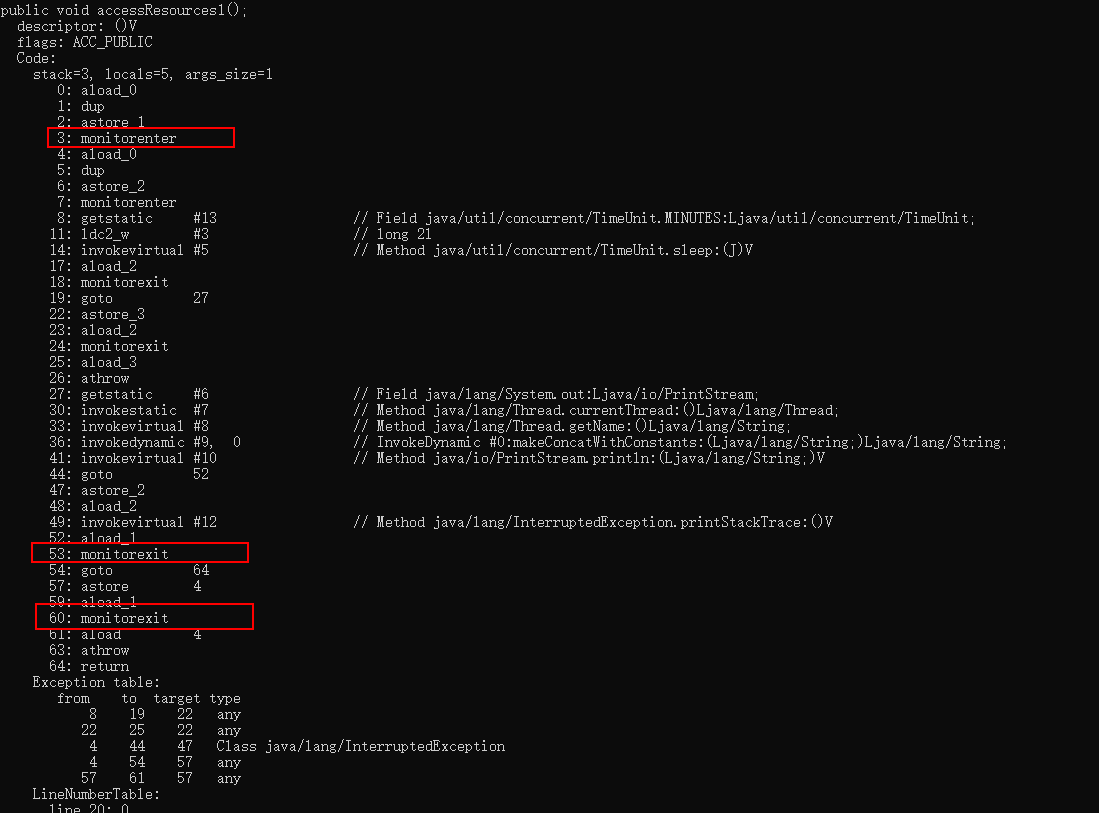 public void accessResources1();
  descriptor: ()V
  flags: ACC_PUBLIC
  Code:
    stack=3, locals=5, args_size=1
       0: aload_0
       1: dup
       2: astore_1
       3: monitorenter
       4: aload_0
       5: dup
       6: astore_2
       7: monitorenter
       8: getstatic     #13                 // Field java/util/concurrent/TimeUnit.MINUTES:Ljava/util/concurrent/TimeUnit;
      11: ldc2_w        #3                  // long 2l
      14: invokevirtual #5                  // Method java/util/concurrent/TimeUnit.sleep:(J)V
      17: aload_2
      18: monitorexit
      19: goto          27
      22: astore_3
      23: aload_2
      24: monitorexit
      25: aload_3
      26: athrow
      27: getstatic     #6                  // Field java/lang/System.out:Ljava/io/PrintStream;
      30: invokestatic  #7                  // Method java/lang/Thread.currentThread:()Ljava/lang/Thread;
      33: invokevirtual #8                  // Method java/lang/Thread.getName:()Ljava/lang/String;
      36: invokedynamic #9,  0              // InvokeDynamic #0:makeConcatWithConstants:(Ljava/lang/String;)Ljava/lang/String;
      41: invokevirtual #10                 // Method java/io/PrintStream.println:(Ljava/lang/String;)V
      44: goto          52
      47: astore_2
      48: aload_2
      49: invokevirtual #12                 // Method java/lang/InterruptedException.printStackTrace:()V
      52: aload_1
      53: monitorexit
      54: goto          64
      57: astore        4
      59: aload_1
      60: monitorexit
      61: aload         4
      63: athrow
      64: return
    Exception table:
       from    to  target type
           8    19    22   any
          22    25    22   any
           4    44    47   Class java/lang/InterruptedException
           4    54    57   any
          57    61    57   any
    LineNumberTable:
      line 20: 0